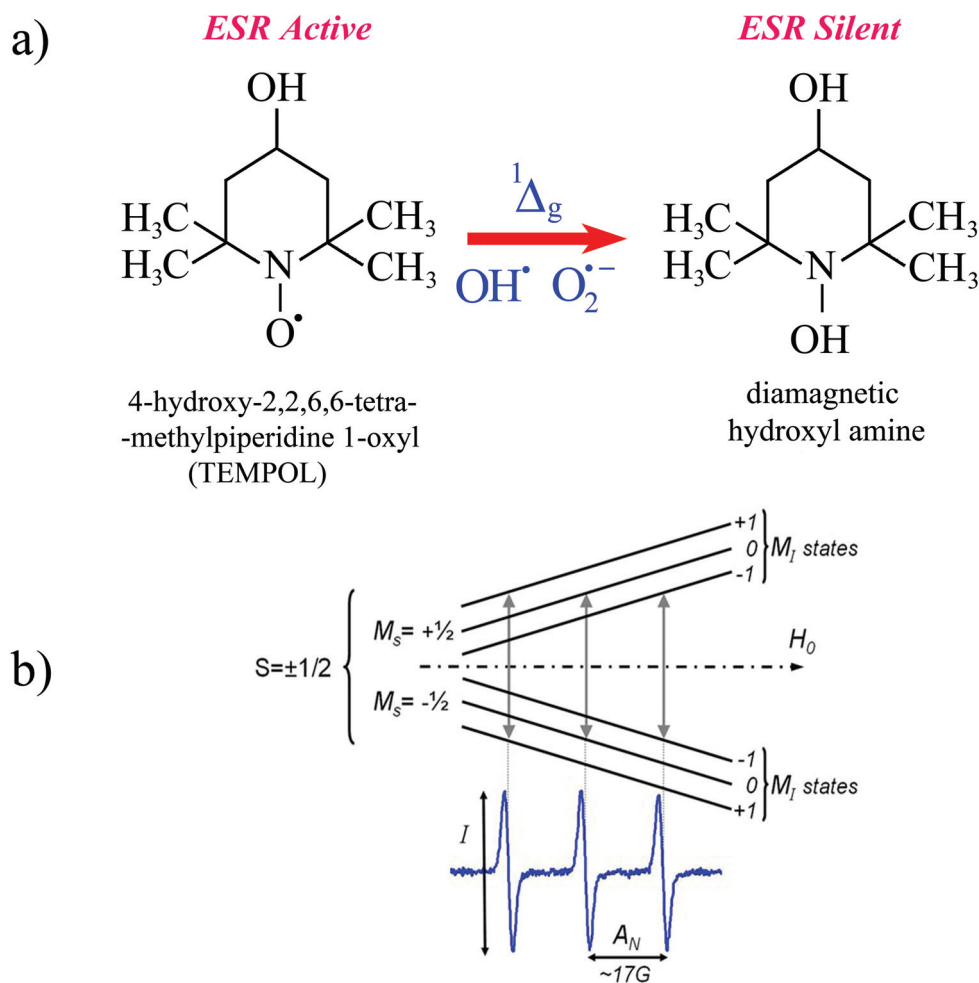 a)
ESR Active
ESR Silent
OH
H₃C
CH₃
H₃C
CH₃
N
O•
¹Δg
OH• O₂•−
OH
H₃C
CH₃
H₃C
CH₃
N
OH
4-hydroxy-2,2,6,6-tetra-
-methylpiperidine 1-oxyl
(TEMPOL)
diamagnetic
hydroxyl amine
b)
S=±1/2
Ms= +½
Ms= -½
+1
0
-1
MI states
H0
-1
0
+1
MI states
I
AN
~17G